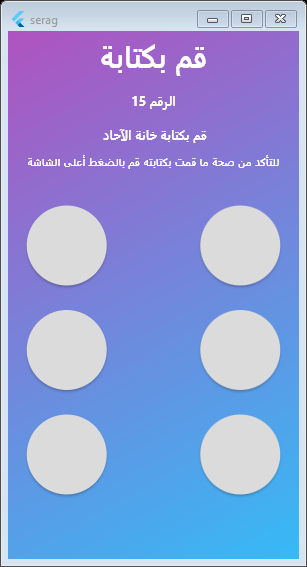 serag
قم بكتابة
الرقم 15
قم بكتابة خانة الآحاد
للتأكد من صحة ما قمت بكتابته قم بالضغط أعلى الشاشة